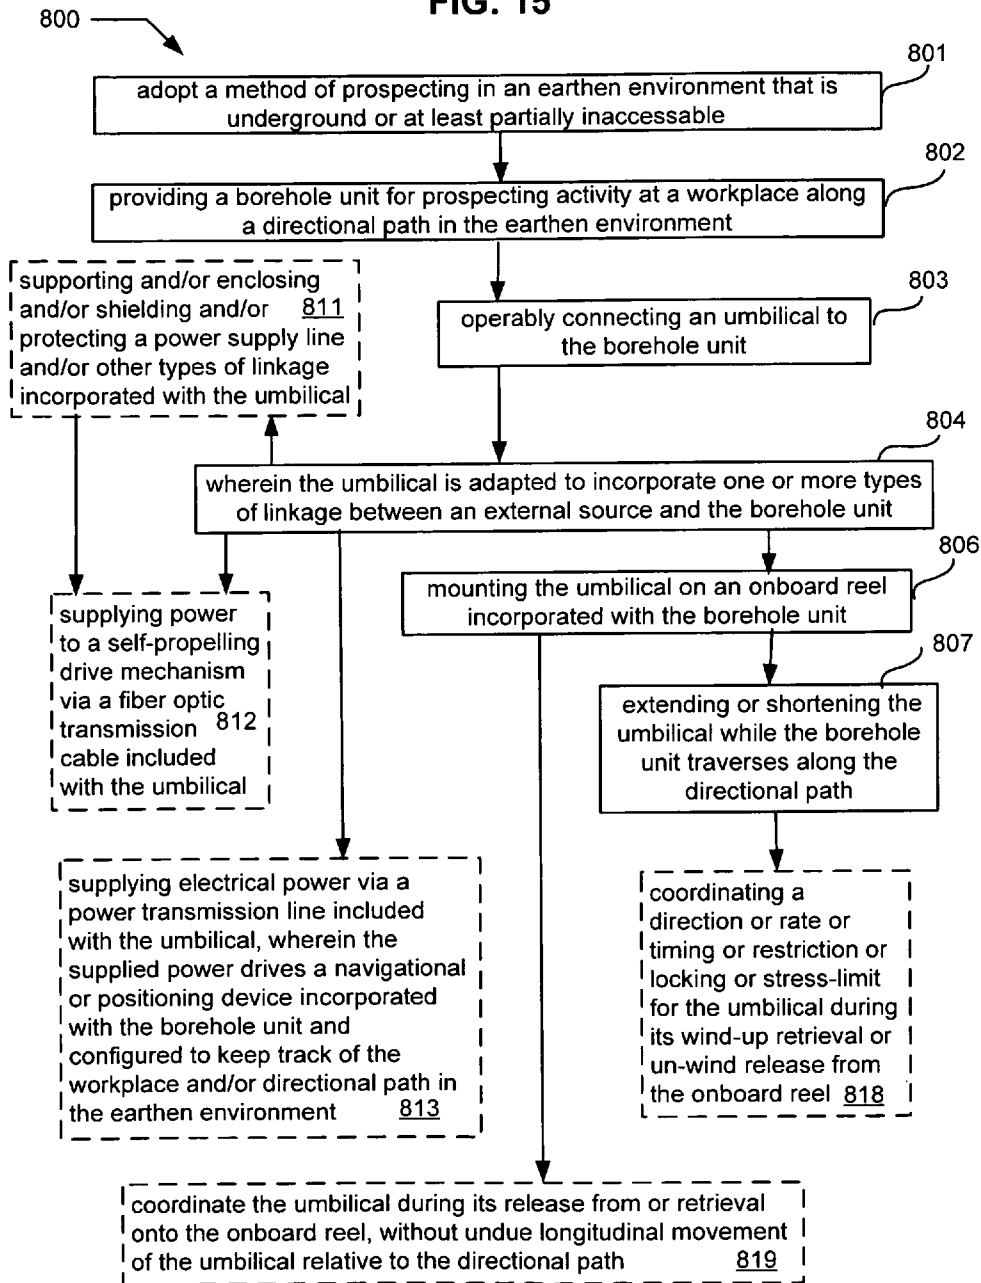 FIG. 15
800
801
adopt a method of prospecting in an earthen environment that is
underground or at least partially inaccessable
802
providing a borehole unit for prospecting activity at a workplace along
a directional path in the earthen environment
803
operably connecting an umbilical to
the borehole unit
supporting and/or enclosing
and/or shielding and/or 811
protecting a power supply line
and/or other types of linkage
incorporated with the umbilical
804
wherein the umbilical is adapted to incorporate one or more types
of linkage between an external source and the borehole unit
806
mounting the umbilical on an onboard reel
incorporated with the borehole unit
807
extending or shortening the
umbilical while the borehole
unit traverses along the
directional path
supplying power
to a self-propelling
drive mechanism
via a fiber optic
transmission 812
cable included
with the umbilical
supplying electrical power via a
power transmission line included
with the umbilical, wherein the
supplied power drives a navigational
or positioning device incorporated
with the borehole unit and
configured to keep track of the
workplace and/or directional path in
the earthen environment 813
coordinating a
direction or rate or
timing or restriction or
locking or stress-limit
for the umbilical during
its wind-up retrieval or
un-wind release from
the onboard reel 818
coordinate the umbilical during its release from or retrieval
onto the onboard reel, without undue longitudinal movement
of the umbilical relative to the directional path 819